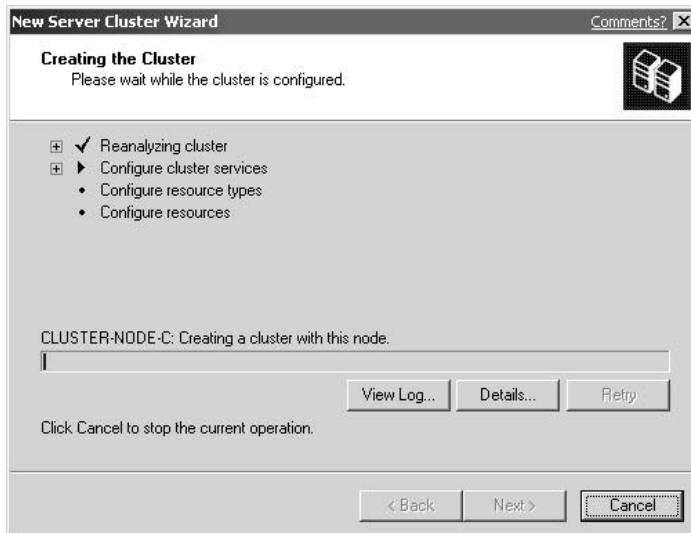 New Server Cluster Wizard Comments?
Creating the Cluster
Please wait while the cluster is configured.
Reanalyzing cluster
Configure cluster services
Configure resource types
Configure resources
CLUSTER-NODE-C: Creating a cluster with this node.
View Log... Details... Retry
Click Cancel to stop the current operation.
< Back Next > Cancel